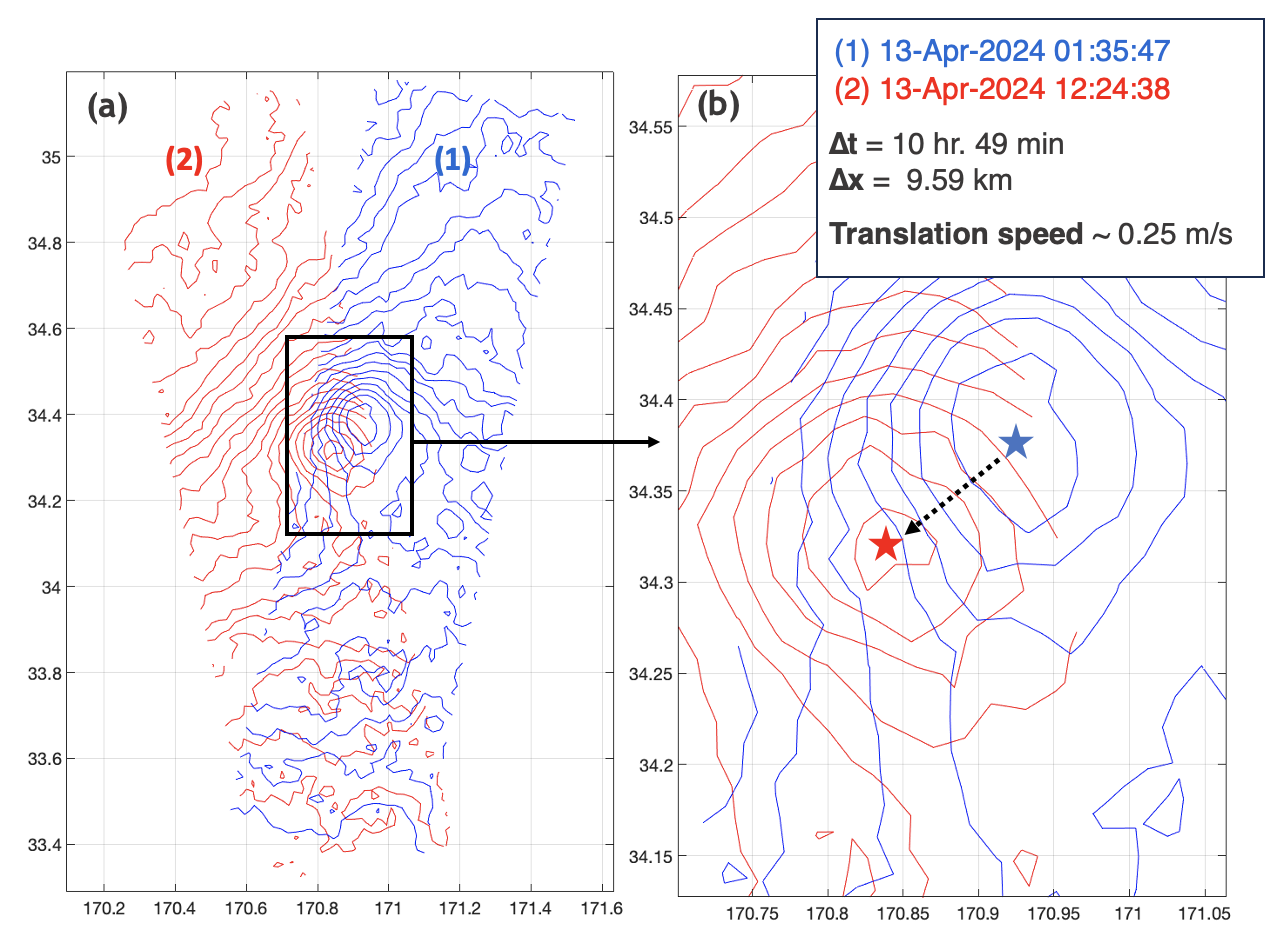 (1) 13-Apr-2024 01:35:47
(2) 13-Apr-2024 12:24:38
Δt = 10 hr. 49 min
Δx = 9.59 km
Translation speed ~ 0.25 m/s
(a)
(2)
(1)
35
34.8
34.6
34.4
34.2
34
33.8
33.6
33.4
170.2 170.4 170.6 170.8 171 171.2 171.4 171.6
(b)
34.55
34.5
34.45
34.4
34.35
34.3
34.25
34.2
34.15
170.75 170.8 170.85 170.9 170.95 171 171.05